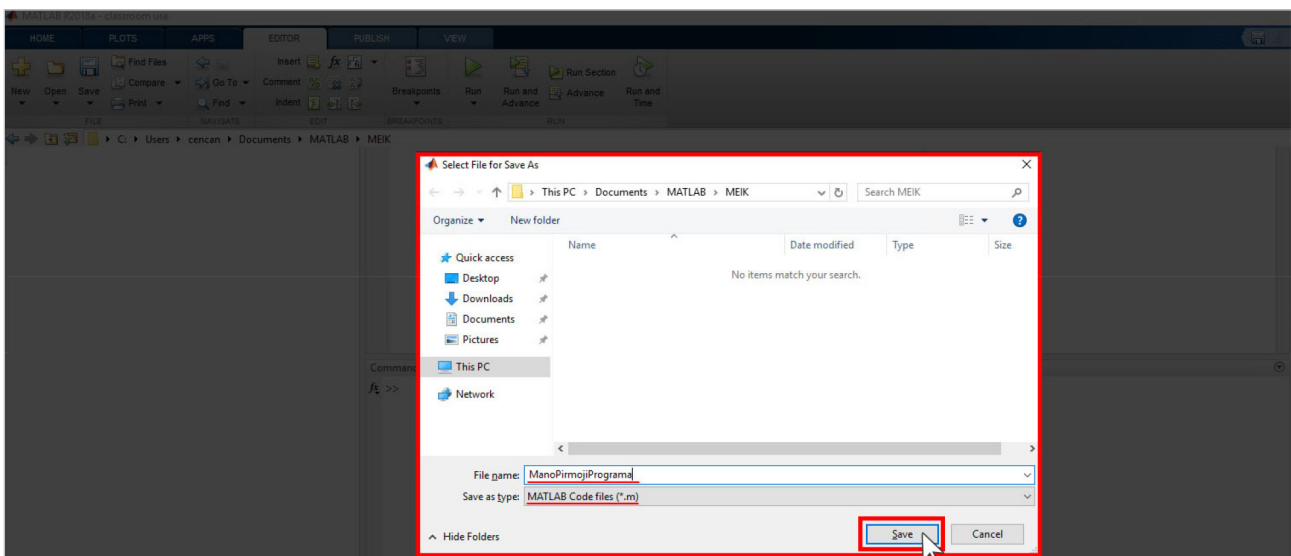 MATLAB R2018a - classroom use
HOME PLOTS APPS EDITOR PUBLISH VIEW
Find Files Insert fx
New Open Save Compare Go To Comment Breakpoints Run Run and Advance Run Section Advance Run and Time
Print Find Indent
FILE NAVIGATE EDIT BREAKPOINTS RUN
C: Users cencan Documents MATLAB MEIK
Select File for Save As
This PC > Documents > MATLAB > MEIK Search MEIK
Organize New folder
Name Date modified Type Size
No items match your search.
Quick access
Desktop
Downloads
Documents
Pictures
This PC
Network
Command
fx >>
File name: ManoPirmojiPrograma
Save as type: MATLAB Code files (*.m)
Hide Folders Save Cancel